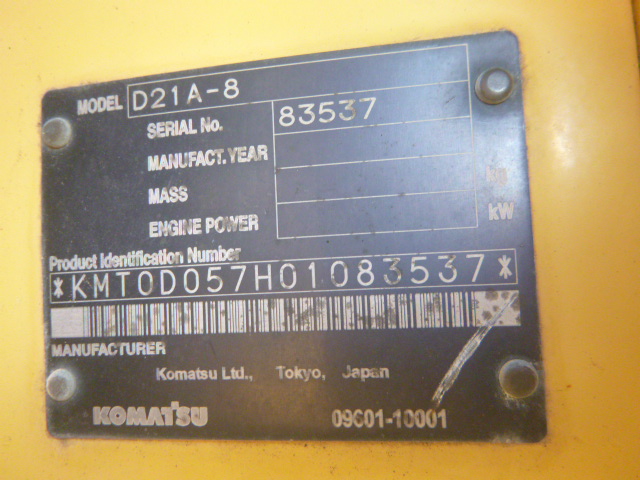 MODEL D21A-8
SERIAL No. 83537
MANUFACT. YEAR
MASS kg
ENGINE POWER kW
Product Identification Number
*KMT0D057H01083537*
MANUFACTURER
Komatsu Ltd., Tokyo, Japan
KOMATSU 09601-10001